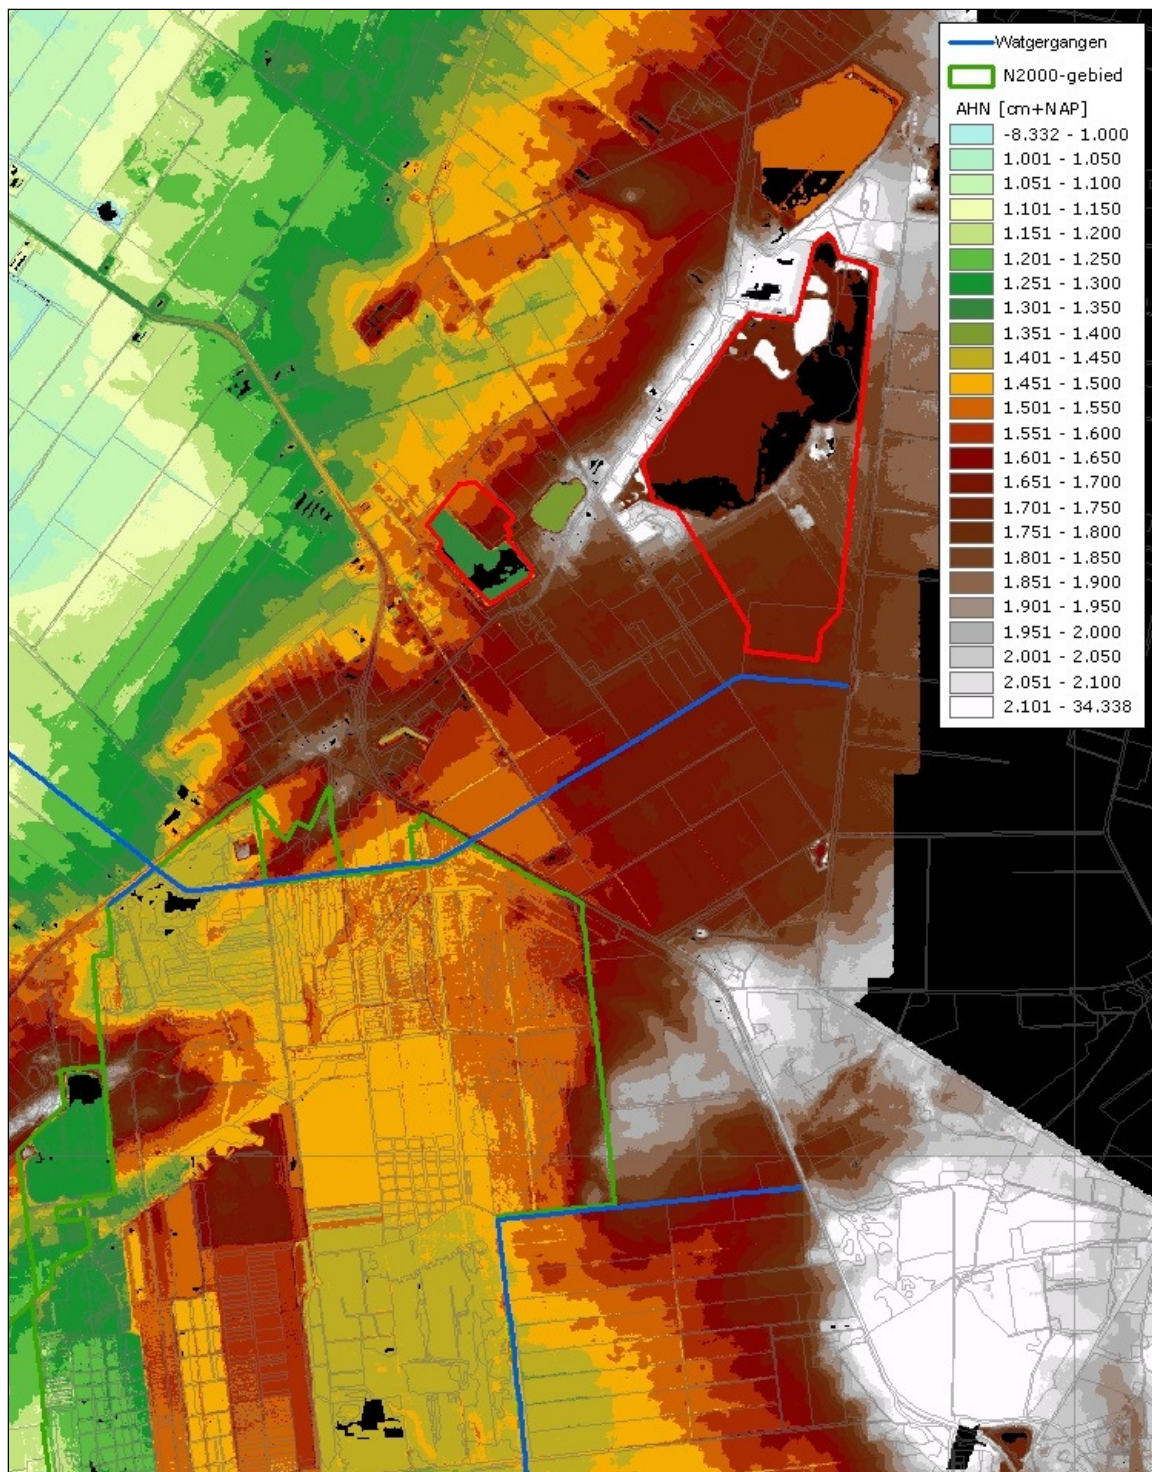 Watgergangen
N2000-gebied
AHN [cm+NAP]
-8.332 - 1.000
1.001 - 1.050
1.051 - 1.100
1.101 - 1.150
1.151 - 1.200
1.201 - 1.250
1.251 - 1.300
1.301 - 1.350
1.351 - 1.400
1.401 - 1.450
1.451 - 1.500
1.501 - 1.550
1.551 - 1.600
1.601 - 1.650
1.651 - 1.700
1.701 - 1.750
1.751 - 1.800
1.801 - 1.850
1.851 - 1.900
1.901 - 1.950
1.951 - 2.000
2.001 - 2.050
2.051 - 2.100
2.101 - 34.338